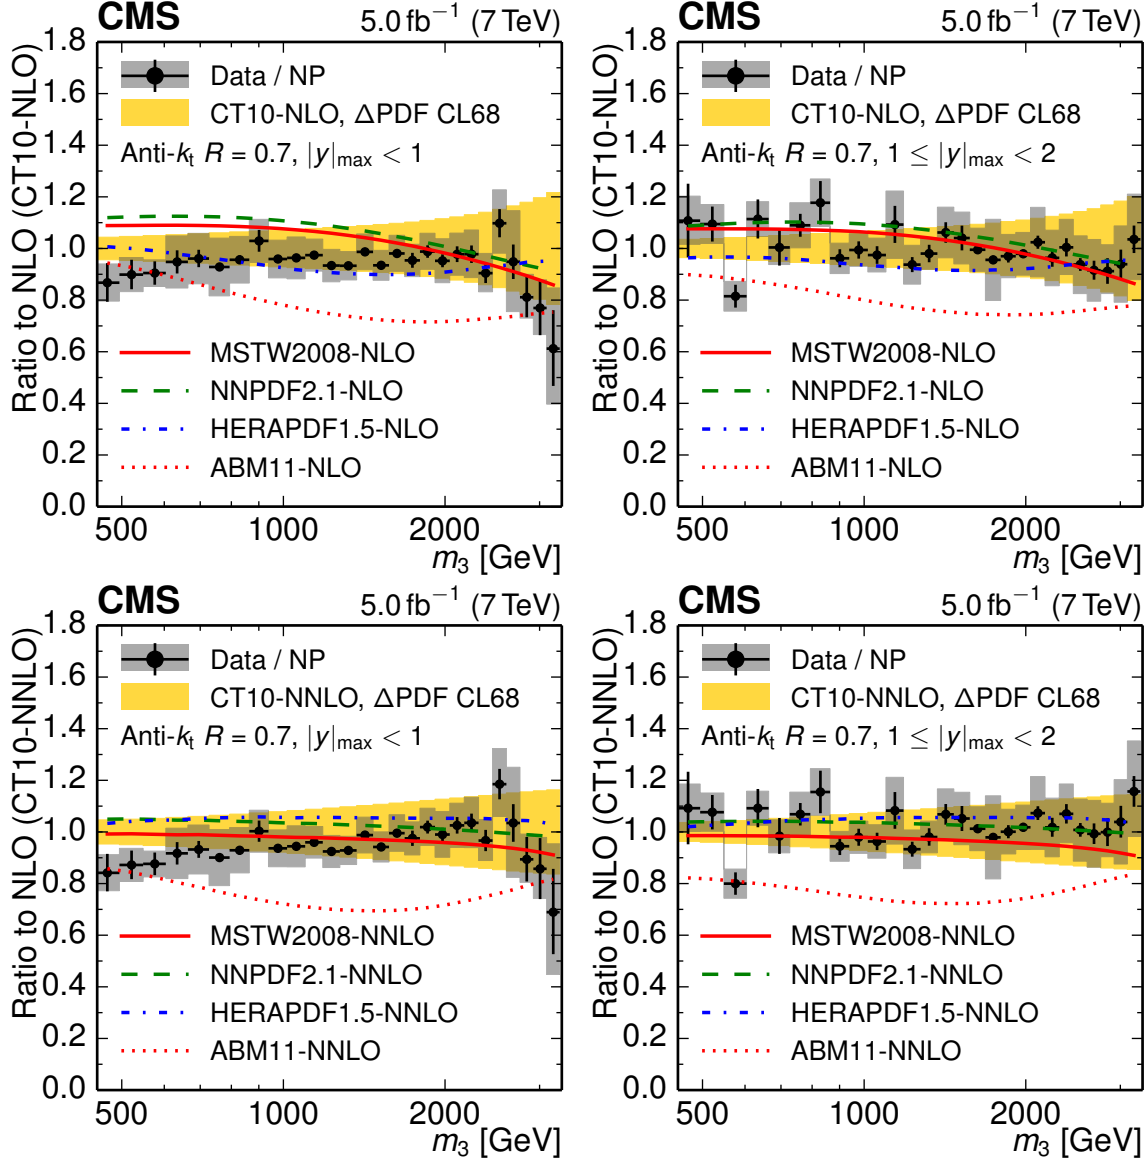 CMS 5.0 fb⁻¹ (7 TeV)
Ratio to NLO (CT10-NLO)
1.8
1.6
1.4
1.2
1.0
0.8
0.6
0.4
0.2
0.0
Data / NP
CT10-NLO, ΔPDF CL68
Anti-kₜ R = 0.7, |y|max < 1
MSTW2008-NLO
NNPDF2.1-NLO
HERAPDF1.5-NLO
ABM11-NLO
500 1000 2000
m₃ [GeV]
CMS 5.0 fb⁻¹ (7 TeV)
Ratio to NLO (CT10-NLO)
1.8
1.6
1.4
1.2
1.0
0.8
0.6
0.4
0.2
0.0
Data / NP
CT10-NLO, ΔPDF CL68
Anti-kₜ R = 0.7, 1 ≤ |y|max < 2
MSTW2008-NLO
NNPDF2.1-NLO
HERAPDF1.5-NLO
ABM11-NLO
500 1000 2000
m₃ [GeV]
CMS 5.0 fb⁻¹ (7 TeV)
Ratio to NLO (CT10-NNLO)
1.8
1.6
1.4
1.2
1.0
0.8
0.6
0.4
0.2
0.0
Data / NP
CT10-NNLO, ΔPDF CL68
Anti-kₜ R = 0.7, |y|max < 1
MSTW2008-NNLO
NNPDF2.1-NNLO
HERAPDF1.5-NNLO
ABM11-NNLO
500 1000 2000
m₃ [GeV]
CMS 5.0 fb⁻¹ (7 TeV)
Ratio to NLO (CT10-NNLO)
1.8
1.6
1.4
1.2
1.0
0.8
0.6
0.4
0.2
0.0
Data / NP
CT10-NNLO, ΔPDF CL68
Anti-kₜ R = 0.7, 1 ≤ |y|max < 2
MSTW2008-NNLO
NNPDF2.1-NNLO
HERAPDF1.5-NNLO
ABM11-NNLO
500 1000 2000
m₃ [GeV]